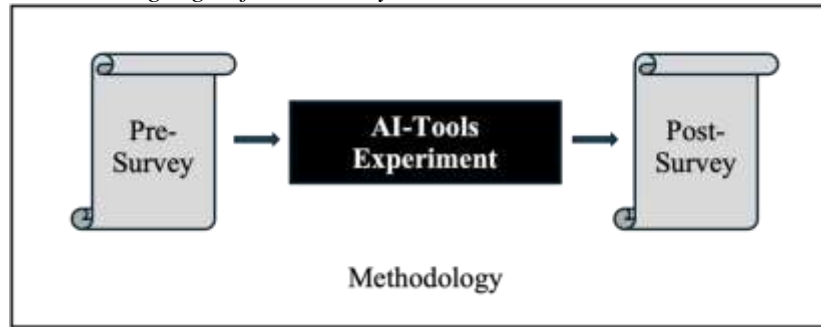 Pre-
Survey
AI-Tools
Experiment
Post-
Survey
Methodology